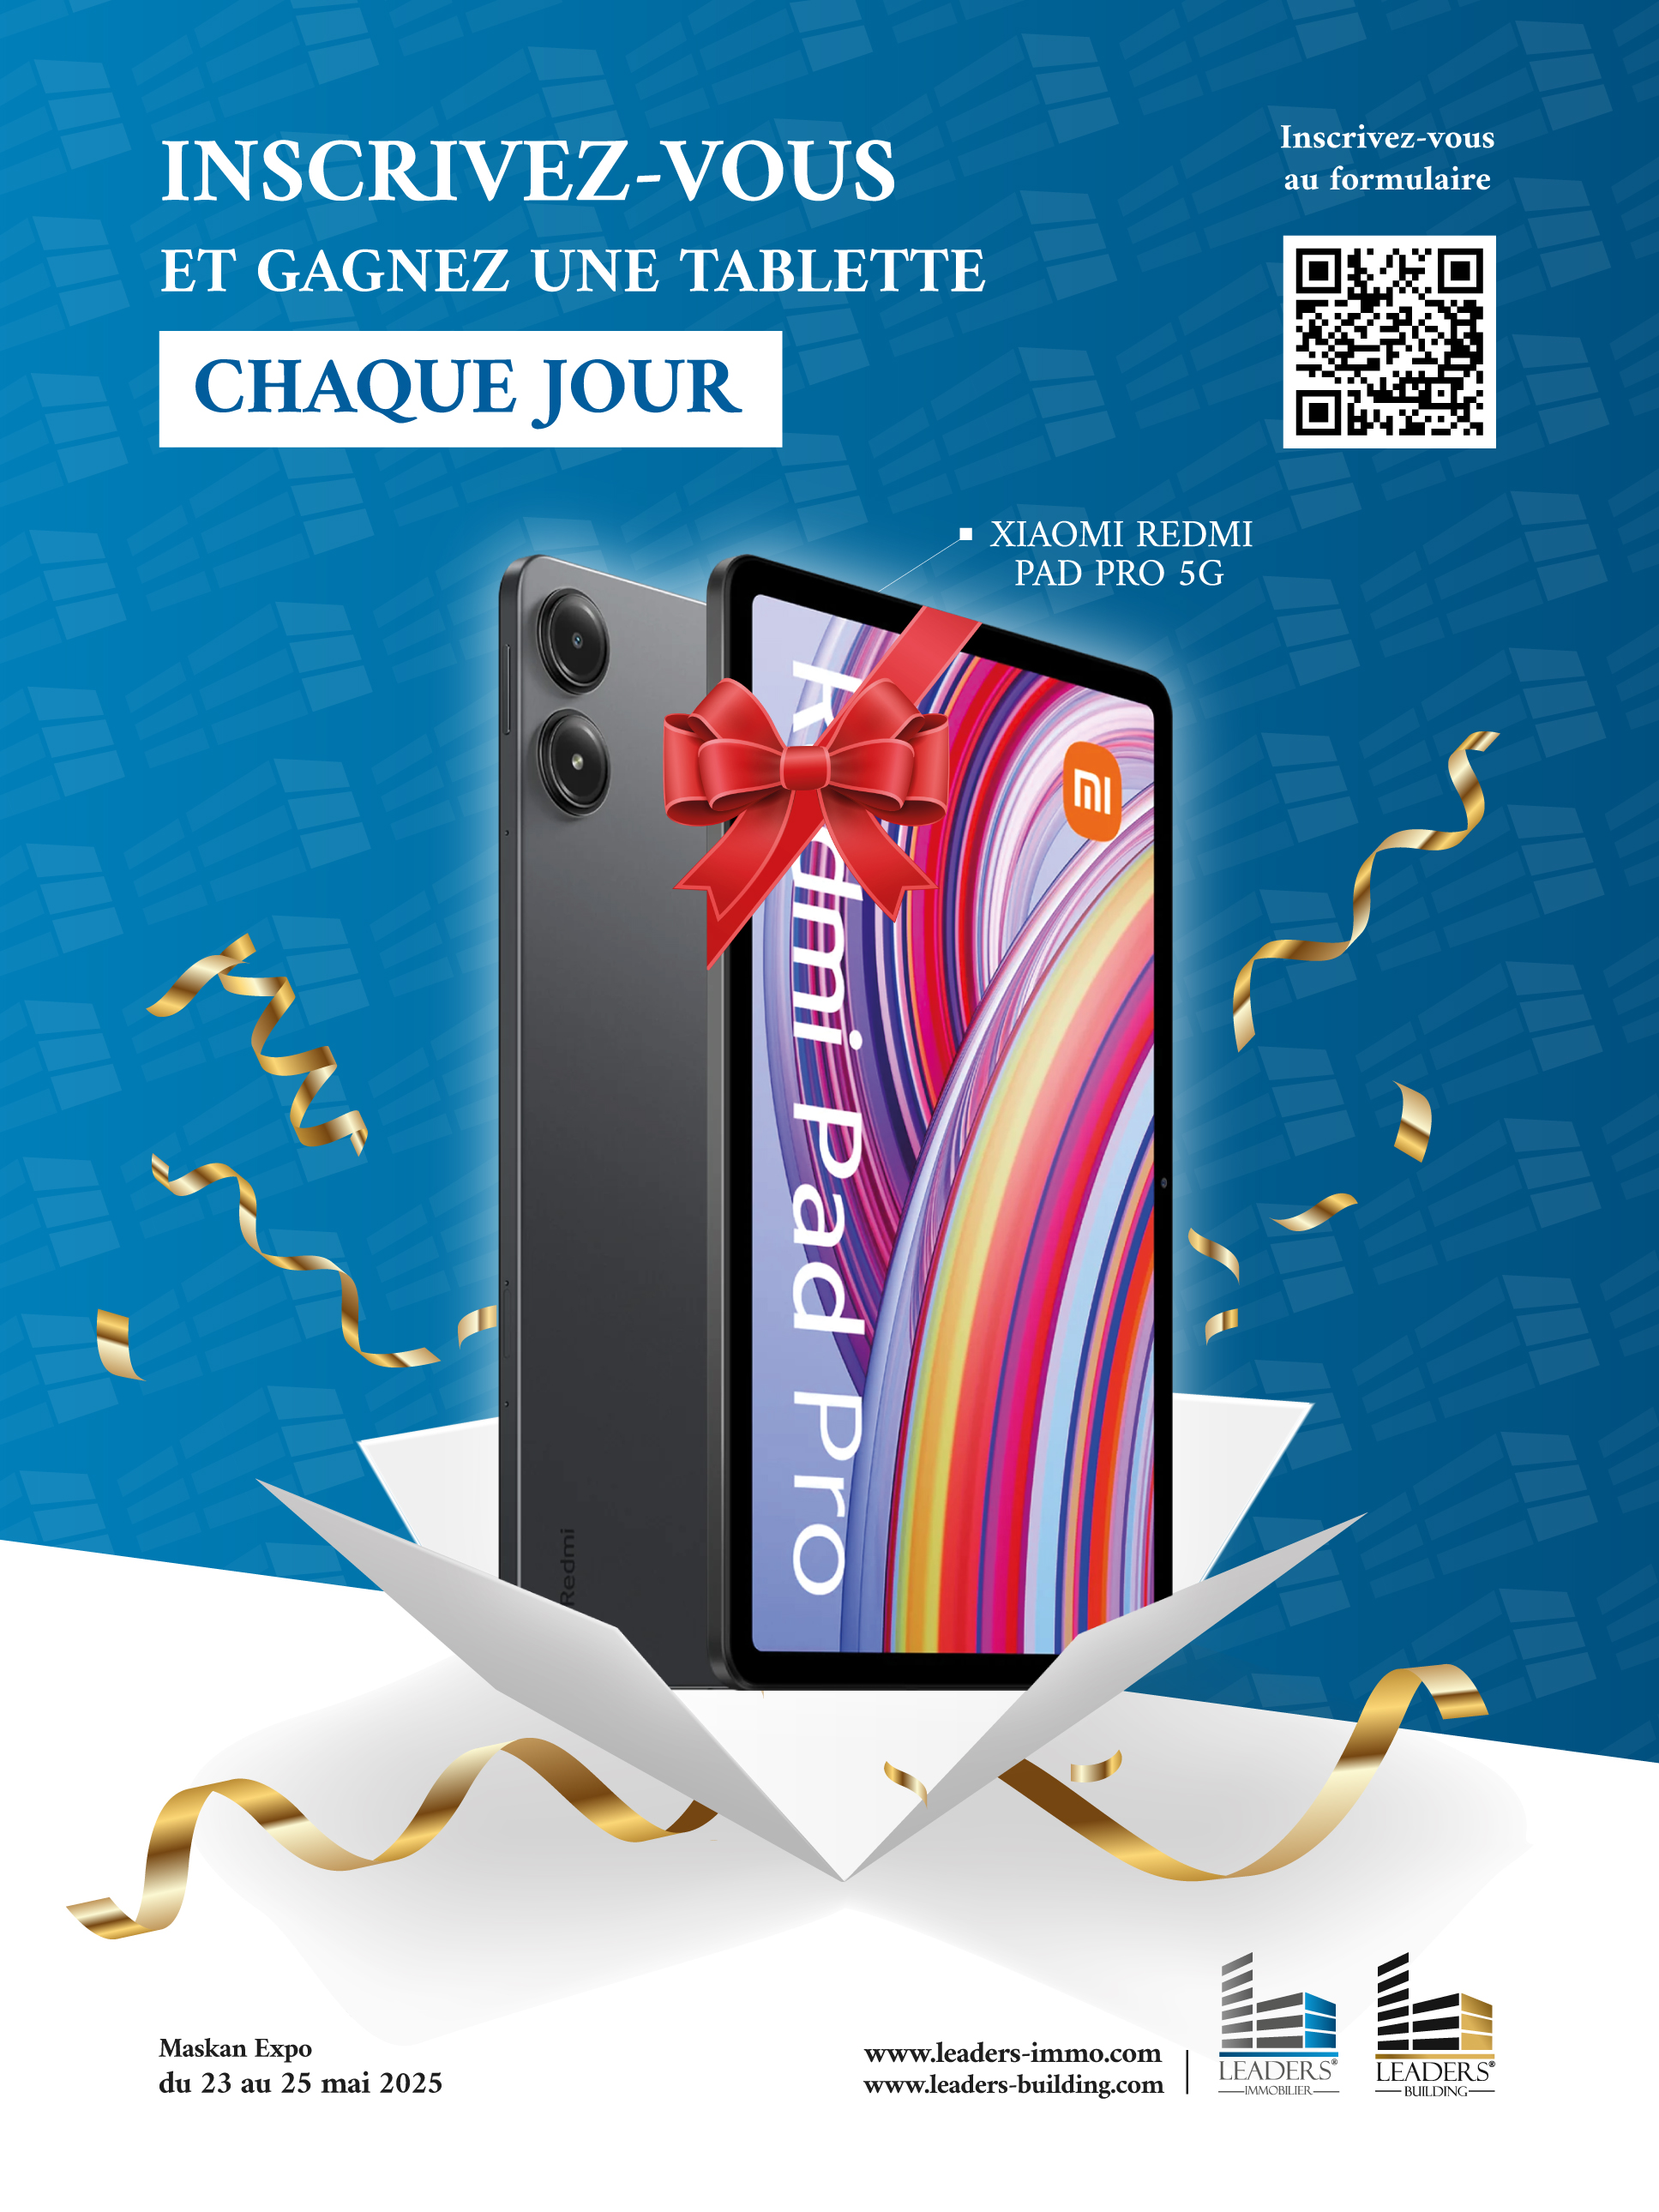 INSCRIVEZ-VOUS
ET GAGNEZ UNE TABLETTE
CHAQUE JOUR
Inscrivez-vous
au formulaire
XIAOMI REDMI
PAD PRO 5G
Redmi Pad Pro
Redmi
Maskan Expo
du 23 au 25 mai 2025
www.leaders-immo.com
www.leaders-building.com
LEADERS®
IMMOBILIER
LEADERS®
BUILDING